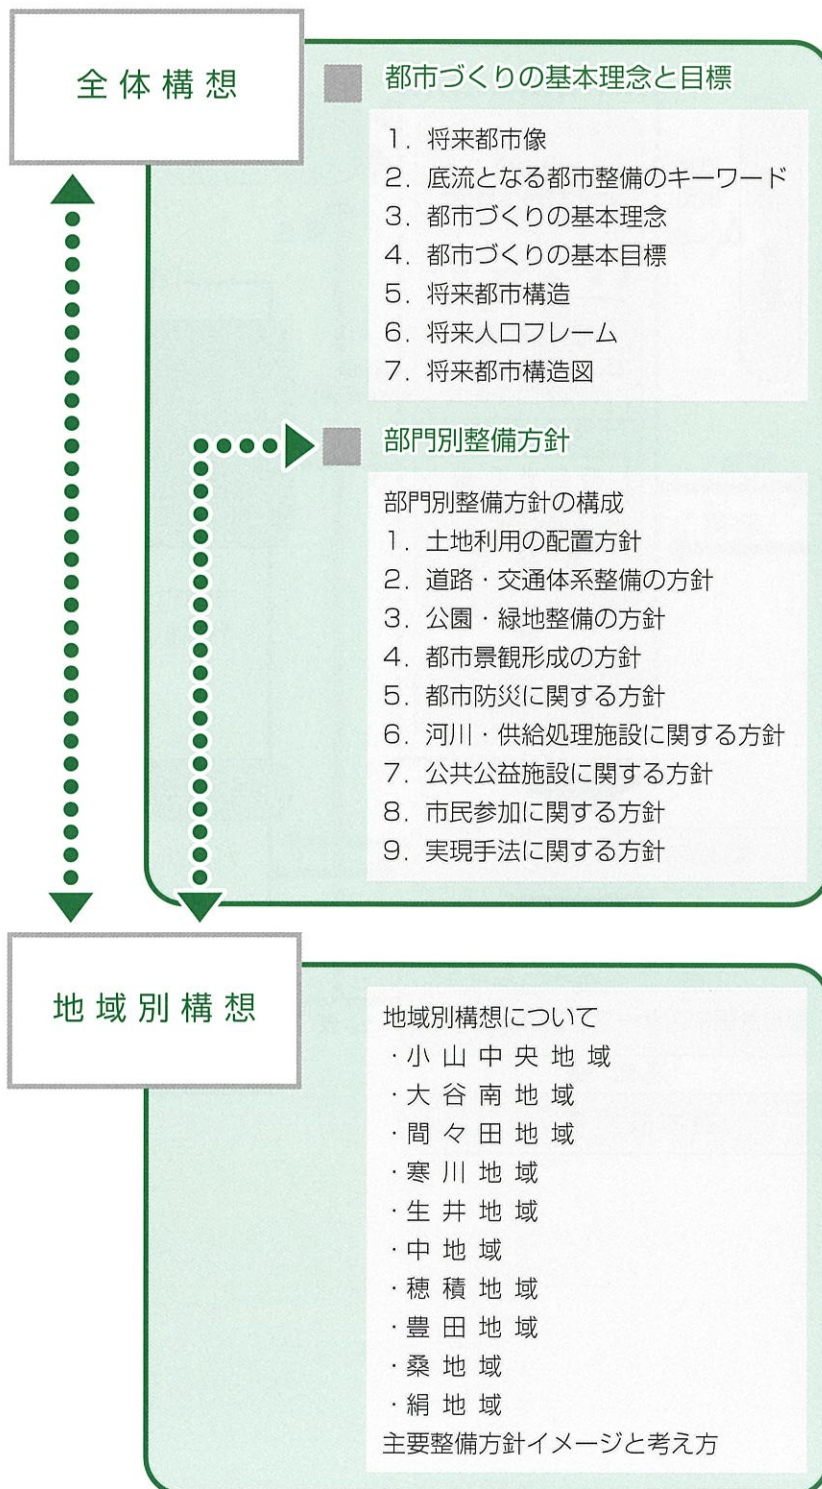 全体構想
都市づくりの基本理念と目標
1. 将来都市像
2. 底流となる都市整備のキーワード
3. 都市づくりの基本理念
4. 都市づくりの基本目標
5. 将来都市構造
6. 将来人口フレーム
7. 将来都市構造図
部門別整備方針
部門別整備方針の構成
1. 土地利用の配置方針
2. 道路・交通体系整備の方針
3. 公園・緑地整備の方針
4. 都市景観形成の方針
5. 都市防災に関する方針
6. 河川・供給処理施設に関する方針
7. 公共公益施設に関する方針
8. 市民参加に関する方針
9. 実現手法に関する方針
地域別構想
地域別構想について
・小山中央地域
・大谷南地域
・間々田地域
・寒川地域
・生井地域
・中地域
・穂積地域
・豊田地域
・桑地域
・絹地域
主要整備方針イメージと考え方